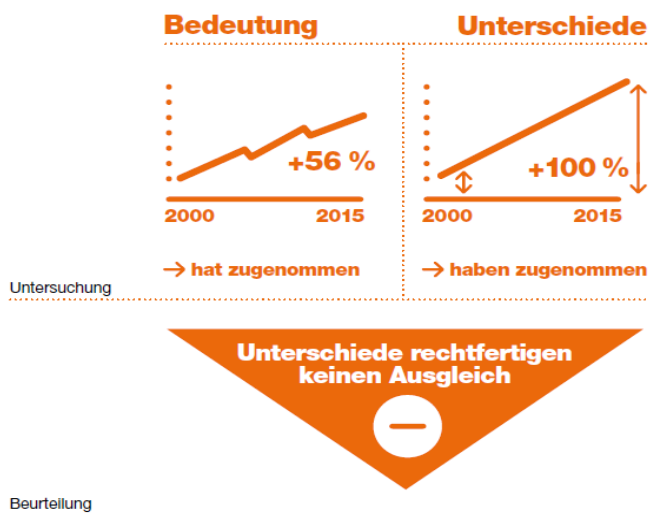 Bedeutung
Unterschiede
+56 %
+100 %
2000
2015
2000
2015
→ hat zugenommen
→ haben zugenommen
Untersuchung
Unterschiede rechtfertigen
keinen Ausgleich
Beurteilung